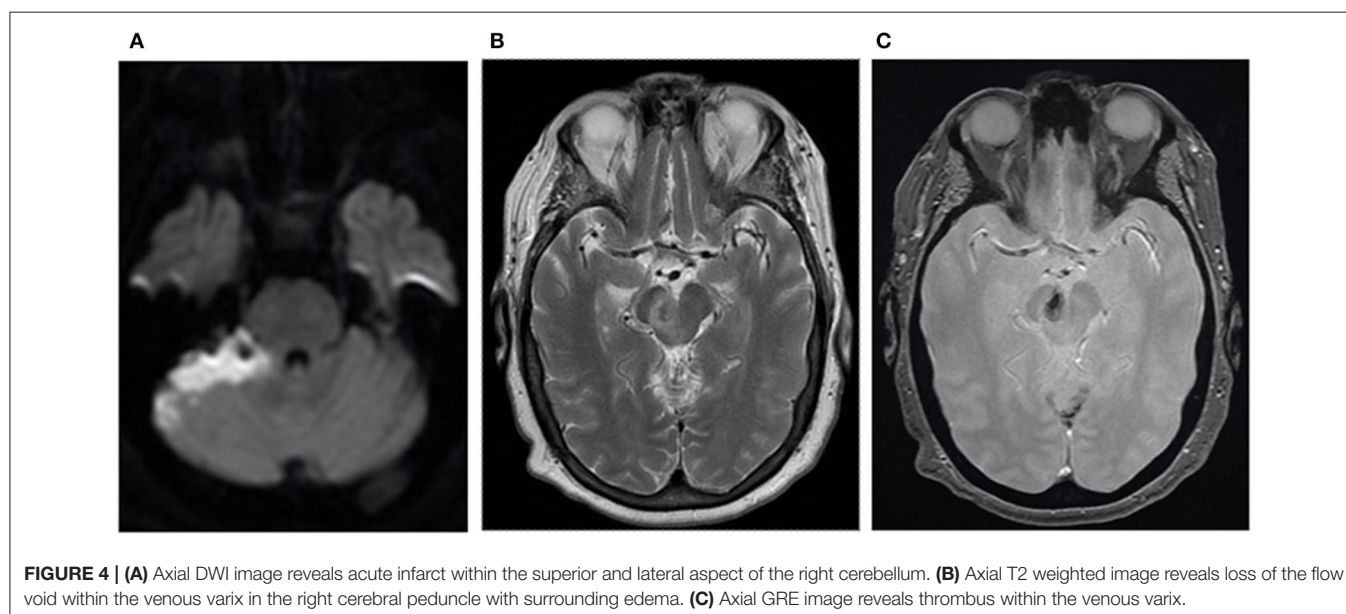 A
B
C
FIGURE 4 | (A) Axial DWI image reveals acute infarct within the superior and lateral aspect of the right cerebellum. (B) Axial T2 weighted image reveals loss of the flow
void within the venous varix in the right cerebral peduncle with surrounding edema. (C) Axial GRE image reveals thrombus within the venous varix.